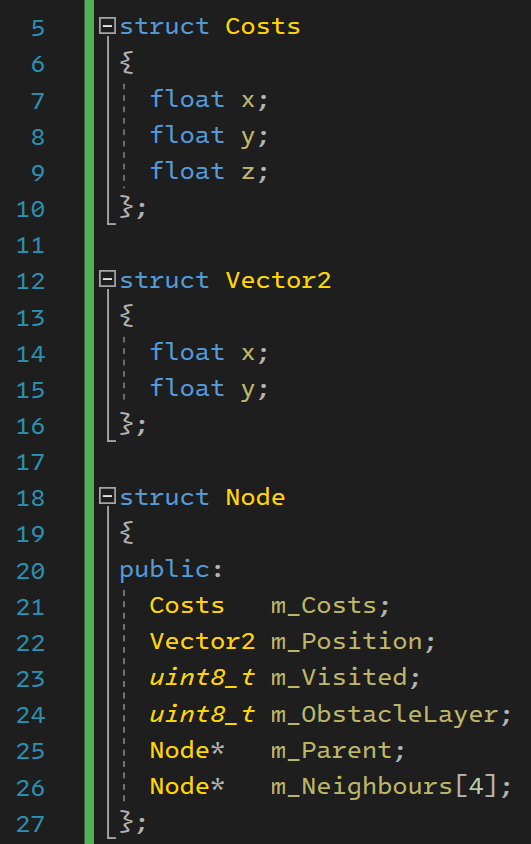 5 struct Costs
6 {
7 float x;
8 float y;
9 float z;
10 };
11
12 struct Vector2
13 {
14 float x;
15 float y;
16 };
17
18 struct Node
19 {
20 public:
21 Costs m_Costs;
22 Vector2 m_Position;
23 uint8_t m_Visited;
24 uint8_t m_ObstacleLayer;
25 Node* m_Parent;
26 Node* m_Neighbours[4];
27 };